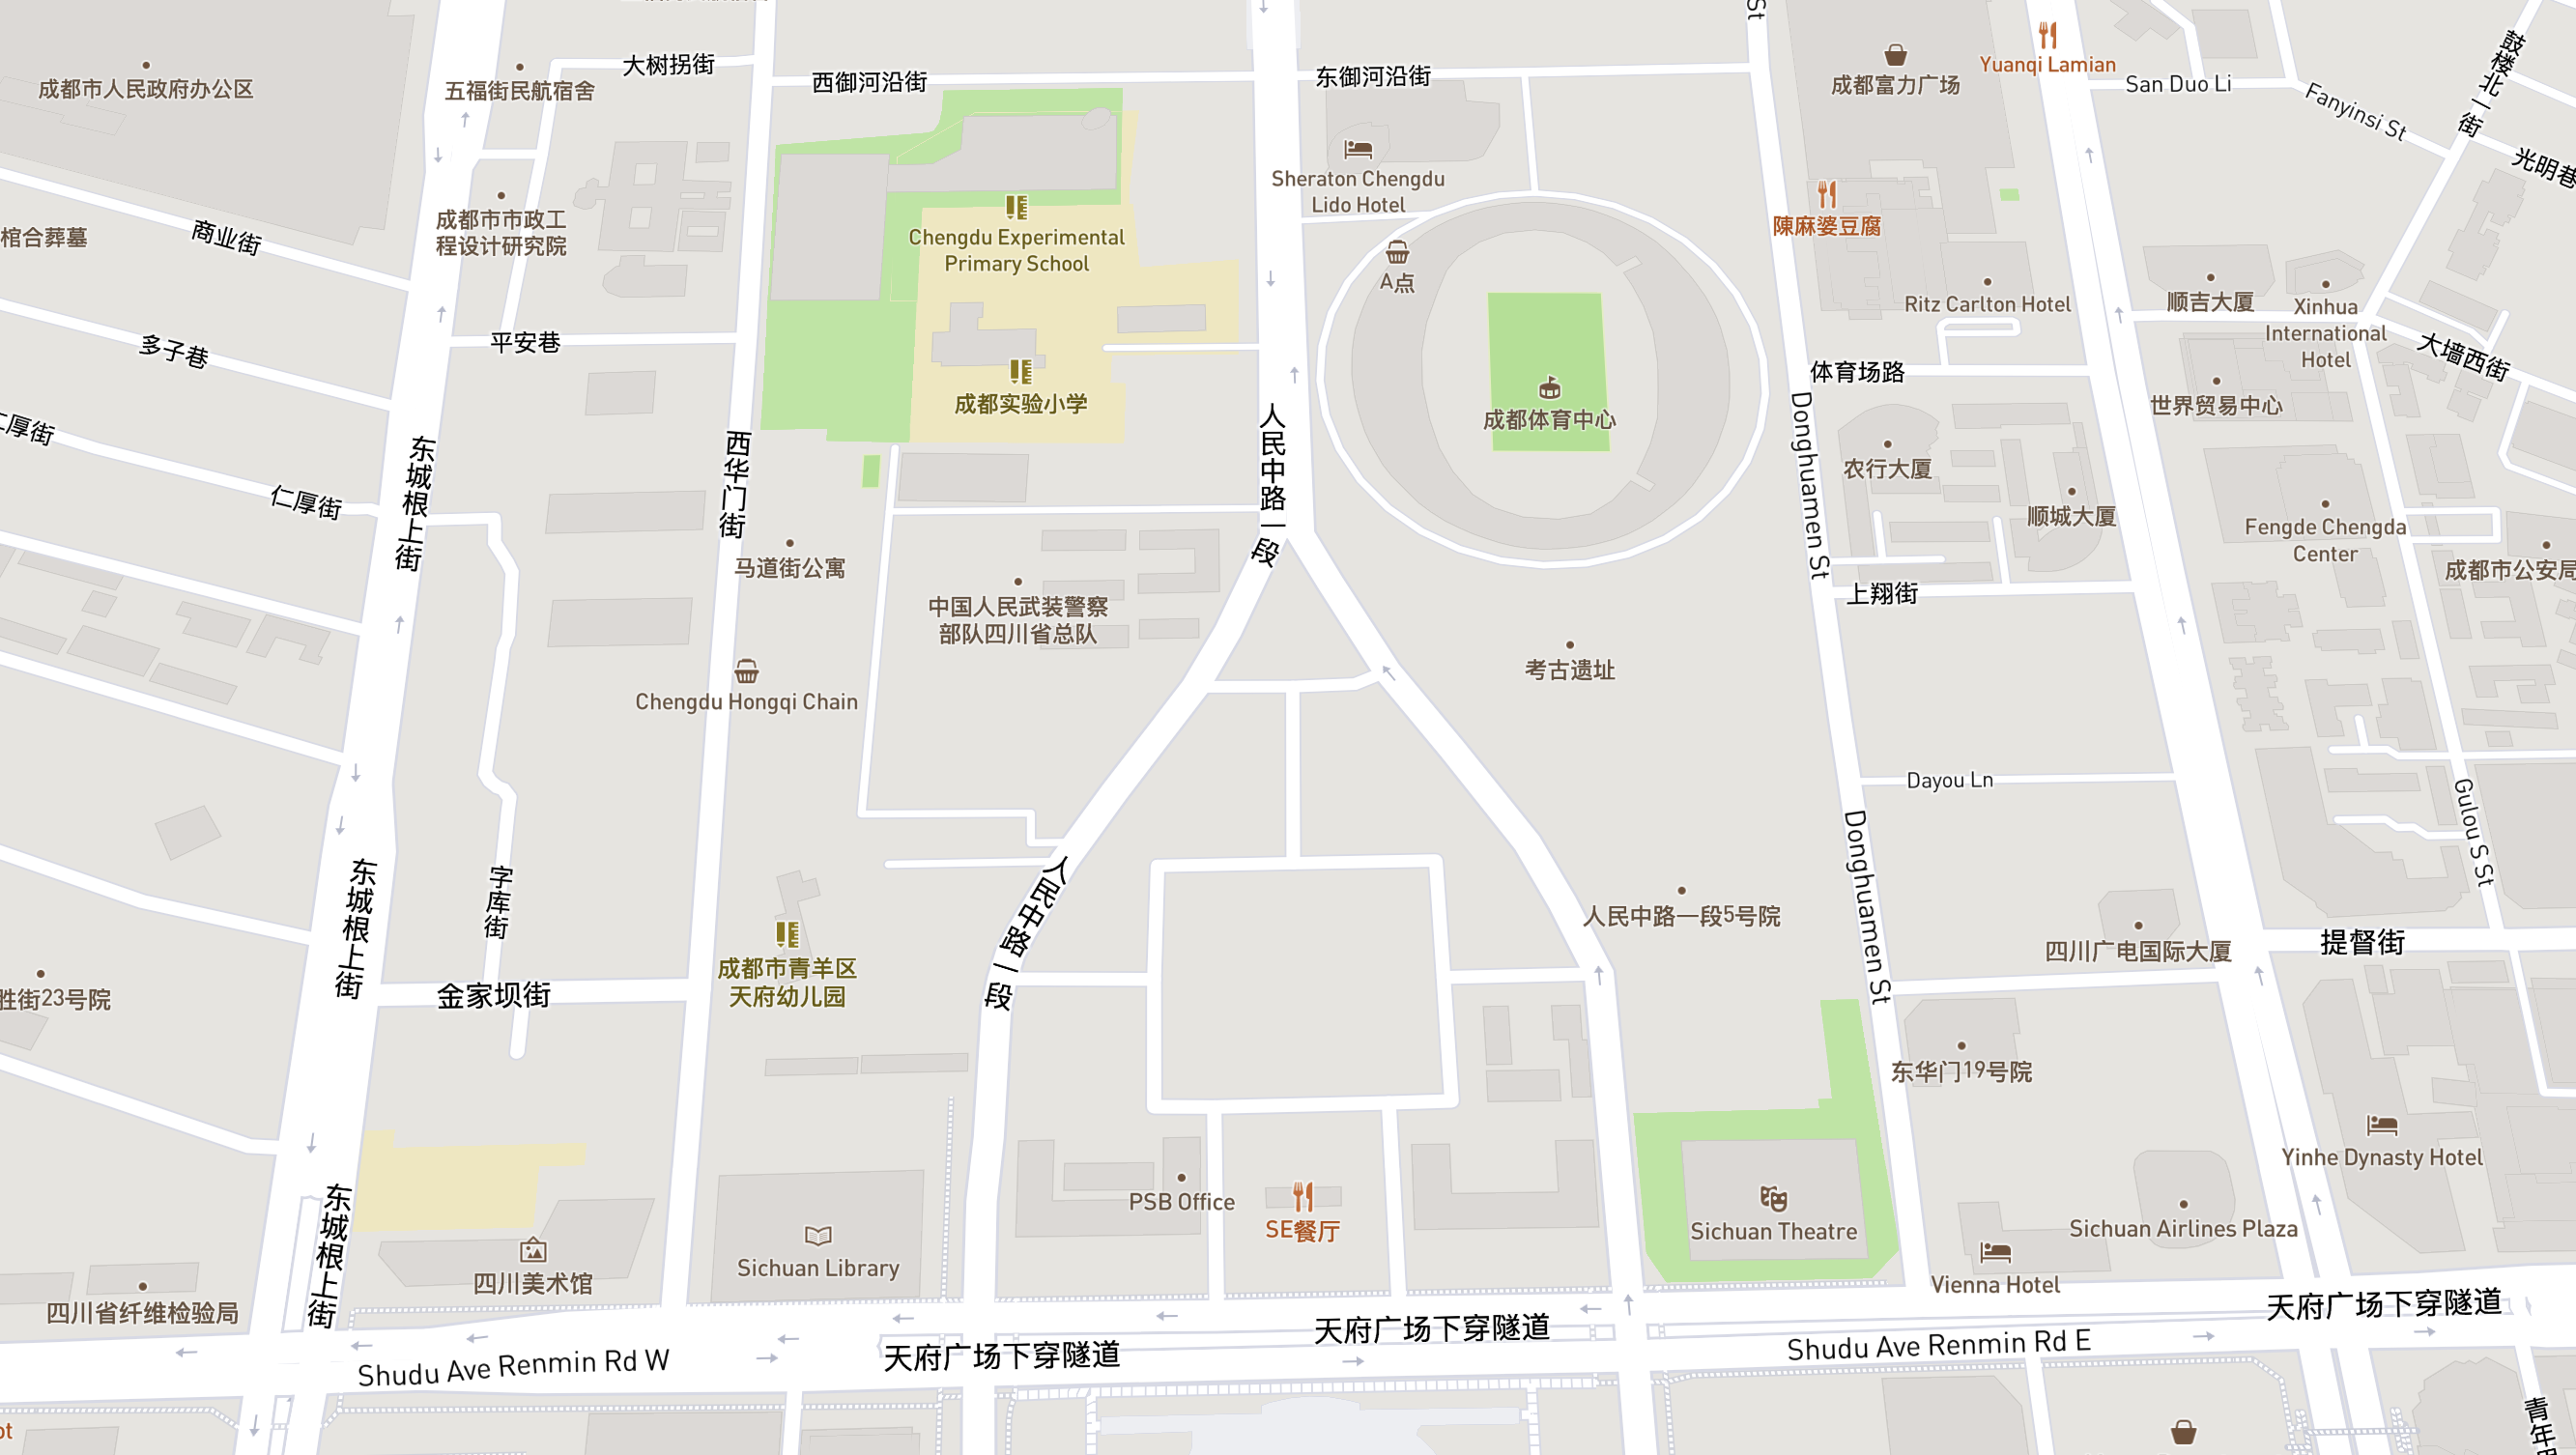 大树拐街
西御河沿街
东御河沿街
成都市人民政府办公区
五福街民航宿舍
成都富力广场
Yuanqi Lamian
San Duo Li
Fanyinsi St
鼓楼北一街
光明巷
St
Sheraton Chengdu
Lido Hotel
陳麻婆豆腐
成都市市政工
程设计研究院
商业街
棺合葬墓
Chengdu Experimental
Primary School
A点
Ritz Carlton Hotel
顺吉大厦
Xinhua
International
Hotel
多子巷
平安巷
体育场路
大墙西街
成都实验小学
成都体育中心
世界贸易中心
仁厚街
仁厚街
东城根上街
西华门街
人民中路一段
Donghuamen St
农行大厦
顺城大厦
Fengde Chengda
Center
成都市公安局
马道街公寓
中国人民武装警察
部队四川省总队
上翔街
考古遗址
Chengdu Hongqi Chain
Dayou Ln
Gulou S St
东城根上街
字库街
人民中路一段
Donghuamen St
人民中路一段5号院
四川广电国际大厦
提督街
胜街23号院
金家坝街
成都市青羊区
天府幼儿园
东华门19号院
Yinhe Dynasty Hotel
PSB Office
SE餐厅
Sichuan Theatre
Sichuan Airlines Plaza
东城根上街
四川美术馆
Sichuan Library
Vienna Hotel
四川省纤维检验局
天府广场下穿隧道
天府广场下穿隧道
天府广场下穿隧道
Shudu Ave Renmin Rd W
Shudu Ave Renmin Rd E
青年
ot